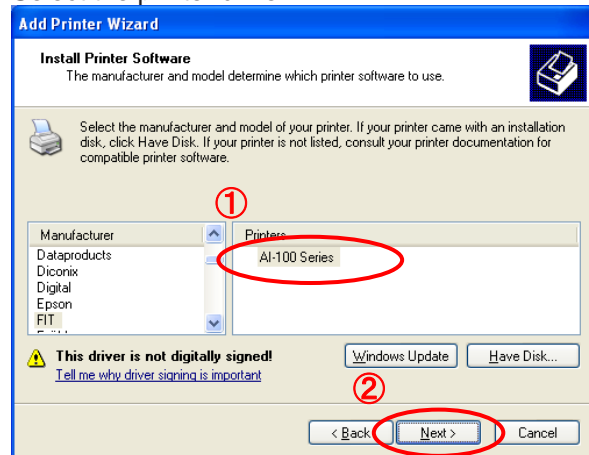 Add Printer Wizard
Install Printer Software
The manufacturer and model determine which printer software to use.
Select the manufacturer and model of your printer. If your printer came with an installation
disk, click Have Disk. If your printer is not listed, consult your printer documentation for
compatible printer software.
①
Manufacturer
Dataproducts
Diconix
Digital
Epson
FIT
Printers
AI-100 Series
This driver is not digitally signed!
Tell me why driver signing is important
Windows Update
Have Disk...
②
< Back
Next >
Cancel